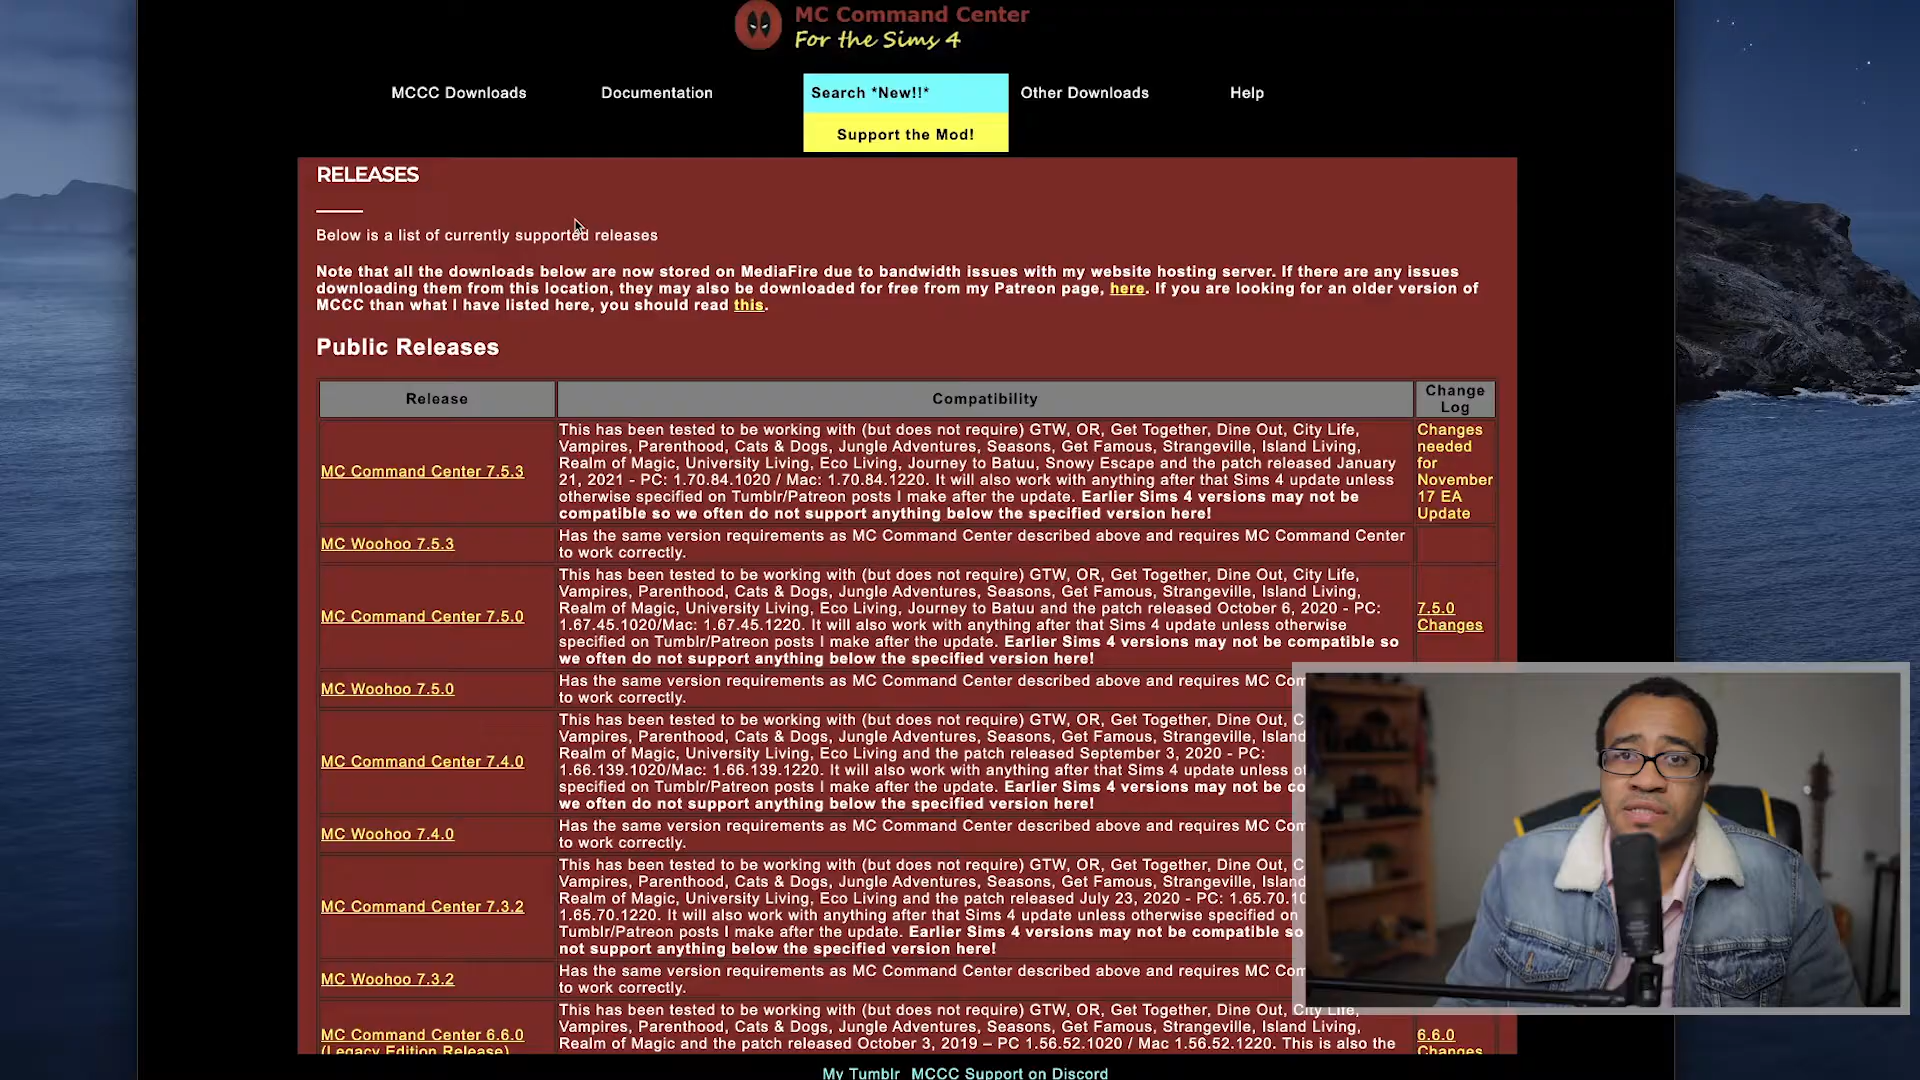 MC Command Center
For the Sims 4
MCCC Downloads
Documentation
Search *New!!*
Other Downloads
Help
Support the Mod!
RELEASES
Below is a list of currently supported releases
Note that all the downloads below are now stored on MediaFire due to bandwidth issues with my website hosting server. If there are any issues
downloading them from this location, they may also be downloaded for free from my Patreon page, here. If you are looking for an older version of
MCCC than what I have listed here, you should read this.
Public Releases
Release
Compatibility
Change
Log
MC Command Center 7.5.3
This has been tested to be working with (but does not require) GTW, OR, Get Together, Dine Out, City Life,
Vampires, Parenthood, Cats & Dogs, Jungle Adventures, Seasons, Get Famous, Strangeville, Island Living,
Realm of Magic, University Living, Eco Living, Journey to Batuu, Snowy Escape and the patch released January
21, 2021 - PC: 1.70.84.1020 / Mac: 1.70.84.1220. It will also work with anything after that Sims 4 update unless
otherwise specified on Tumblr/Patreon posts I make after the update. Earlier Sims 4 versions may not be
compatible so we often do not support anything below the specified version here!
Changes
needed
for
November
17 EA
Update
MC Woohoo 7.5.3
Has the same version requirements as MC Command Center described above and requires MC Command Center
to work correctly.
MC Command Center 7.5.0
This has been tested to be working with (but does not require) GTW, OR, Get Together, Dine Out, City Life,
Vampires, Parenthood, Cats & Dogs, Jungle Adventures, Seasons, Get Famous, Strangeville, Island Living,
Realm of Magic, University Living, Eco Living, Journey to Batuu and the patch released October 6, 2020 - PC:
1.67.45.1020/Mac: 1.67.45.1220. It will also work with anything after that Sims 4 update unless otherwise
specified on Tumblr/Patreon posts I make after the update. Earlier Sims 4 versions may not be compatible so
we often do not support anything below the specified version here!
7.5.0
Changes
MC Woohoo 7.5.0
Has the same version requirements as MC Command Center described above and requires MC Com
to work correctly.
MC Command Center 7.4.0
This has been tested to be working with (but does not require) GTW, OR, Get Together, Dine Out, C
Vampires, Parenthood, Cats & Dogs, Jungle Adventures, Seasons, Get Famous, Strangeville, Island
Realm of Magic, University Living, Eco Living and the patch released September 3, 2020 - PC:
1.66.139.1020/Mac: 1.66.139.1220. It will also work with anything after that Sims 4 update unless ot
specified on Tumblr/Patreon posts I make after the update. Earlier Sims 4 versions may not be co
we often do not support anything below the specified version here!
MC Woohoo 7.4.0
Has the same version requirements as MC Command Center described above and requires MC Com
to work correctly.
MC Command Center 7.3.2
This has been tested to be working with (but does not require) GTW, OR, Get Together, Dine Out, C
Vampires, Parenthood, Cats & Dogs, Jungle Adventures, Seasons, Get Famous, Strangeville, Island
Realm of Magic, University Living, Eco Living and the patch released July 23, 2020 - PC: 1.65.70.10
1.65.70.1220. It will also work with anything after that Sims 4 update unless otherwise specified on
Tumblr/Patreon posts I make after the update. Earlier Sims 4 versions may not be compatible so
not support anything below the specified version here!
MC Woohoo 7.3.2
Has the same version requirements as MC Command Center described above and requires MC Com
to work correctly.
MC Command Center 6.6.0
(Legacy Edition Release)
This has been tested to be working with (but does not require) GTW, OR, Get Together, Dine Out, City Life,
Vampires, Parenthood, Cats & Dogs, Jungle Adventures, Seasons, Get Famous, Strangeville, Island Living,
Realm of Magic and the patch released October 3, 2019 – PC 1.56.52.1020 / Mac 1.56.52.1220. This is also the
6.6.0
Changes
My Tumblr MCCC Support on Discord